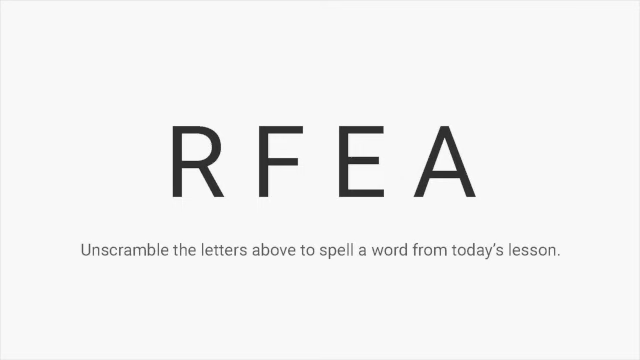 R F E A
Unscramble the letters above to spell a word from today’s lesson.